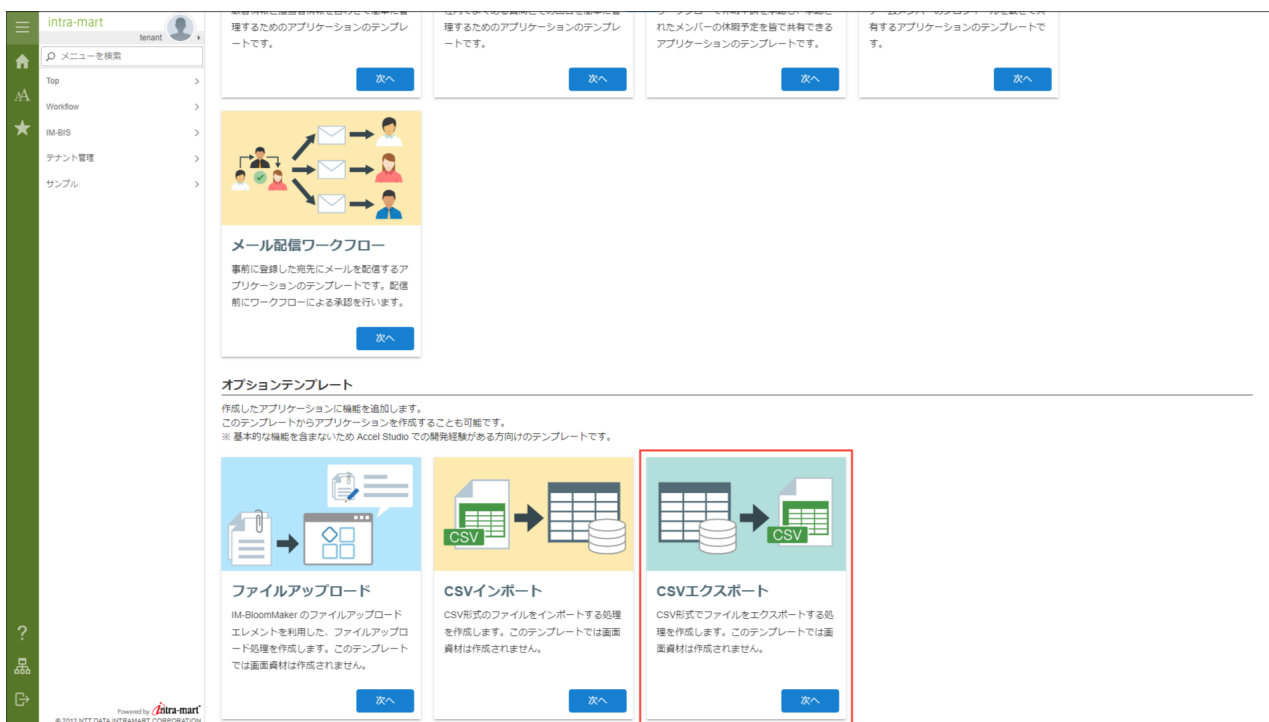 intra-mart
tenant
メニューを検索
Top
Workflow
IM-BIS
テナント管理
サンプル
理するためのアプリケーションのテンプレ
ートです。
次へ
理するためのアプリケーションのテンプレ
ートです。
次へ
れたメンバーの休暇予定を皆で共有できる
アプリケーションのテンプレートです。
次へ
有するアプリケーションのテンプレートで
す。
次へ
メール配信ワークフロー
事前に登録した宛先にメールを配信するア
プリケーションのテンプレートです。配信
前にワークフローによる承認を行います。
次へ
オプションテンプレート
作成したアプリケーションに機能を追加します。
このテンプレートからアプリケーションを作成することも可能です。
※ 基本的な機能を含まないため Accel Studio での開発経験がある方向けのテンプレートです。
ファイルアップロード
IM-BloomMaker のファイルアップロード
エレメントを利用した、ファイルアップロ
ード処理を作成します。このテンプレート
では画面資材は作成されません。
次へ
CSV
CSVインポート
CSV形式のファイルをインポートする処理
を作成します。このテンプレートでは画面
資材は作成されません。
次へ
CSV
CSVエクスポート
CSV形式でファイルをエクスポートする処
理を作成します。このテンプレートでは画
面資材は作成されません。
次へ
Powered by intra-mart
© 2012 NTT DATA INTRAMART CORPORATION